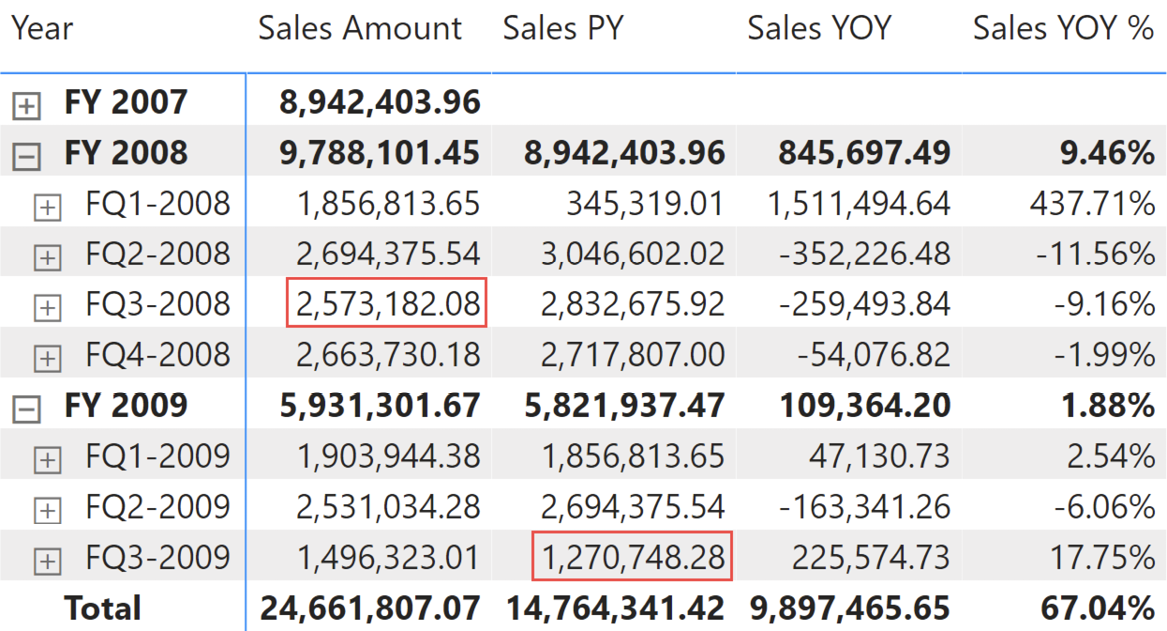 Year Sales Amount Sales PY Sales YOY Sales YOY %
FY 2007 8,942,403.96
FY 2008 9,788,101.45 8,942,403.96 845,697.49 9.46%
FQ1-2008 1,856,813.65 345,319.01 1,511,494.64 437.71%
FQ2-2008 2,694,375.54 3,046,602.02 -352,226.48 -11.56%
FQ3-2008 2,573,182.08 2,832,675.92 -259,493.84 -9.16%
FQ4-2008 2,663,730.18 2,717,807.00 -54,076.82 -1.99%
FY 2009 5,931,301.67 5,821,937.47 109,364.20 1.88%
FQ1-2009 1,903,944.38 1,856,813.65 47,130.73 2.54%
FQ2-2009 2,531,034.28 2,694,375.54 -163,341.26 -6.06%
FQ3-2009 1,496,323.01 1,270,748.28 225,574.73 17.75%
Total 24,661,807.07 14,764,341.42 9,897,465.65 67.04%